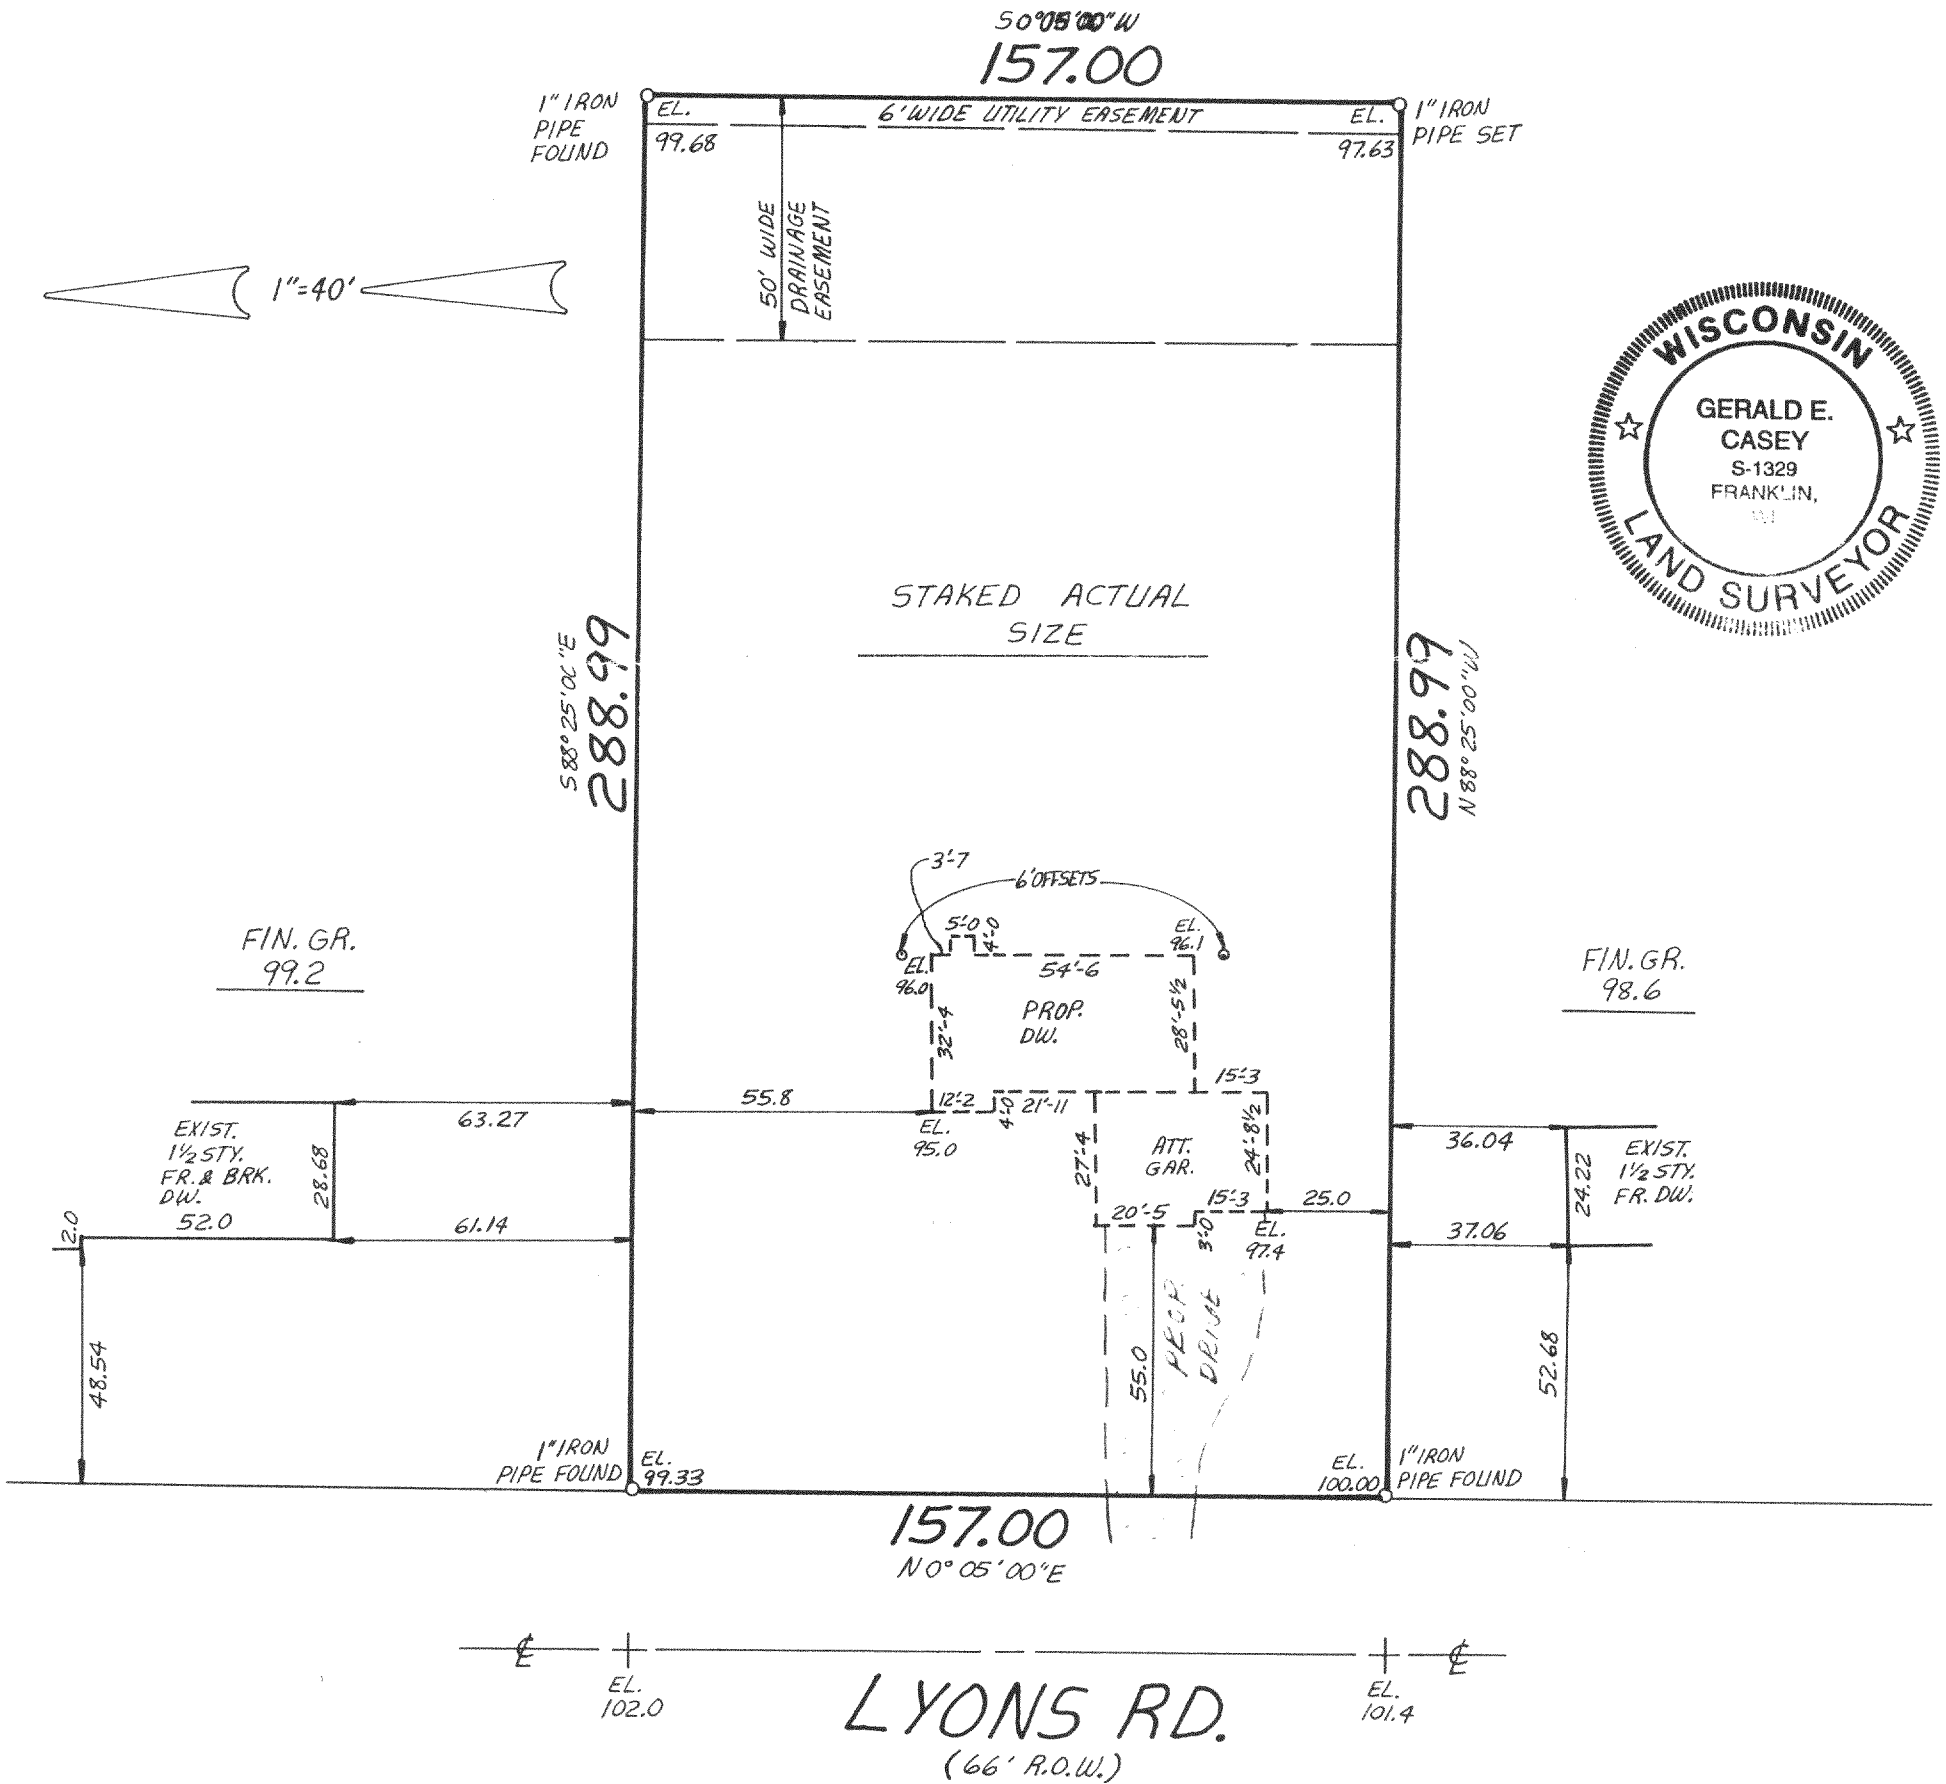 S 0°05'00" W
157.00
1" IRON
PIPE
FOUND
EL.
99.68
6' WIDE UTILITY EASEMENT
EL.
97.63
1" IRON
PIPE SET
50' WIDE
DRAINAGE
EASEMENT
1"=40'
WISCONSIN
GERALD E.
CASEY
S-1329
FRANKLIN,
WI
LAND SURVEYOR
STAKED ACTUAL
SIZE
S 88° 25' 00" E
288.99
288.99
N 88° 25' 00" W
3'-7
6' OFFSETS
5'-0
4'-0
EL.
96.1
EL.
96.0
54'-6
PROP.
DW.
32'-4
28'-5½
FIN. GR.
99.2
FIN. GR.
98.6
63.27
55.8
12'-2
4'-0
21'-11
15'-3
EL.
95.0
27'-4
ATT.
GAR.
24'-8½
36.04
EXIST.
1½ STY.
FR. & BRK.
DW.
28.68
52.0
2.0
61.14
20'-5
15'-3
3'-0
25.0
EL.
97.4
24.22
EXIST.
1½ STY.
FR. DW.
37.06
48.54
55.0
PROP.
DRIVE
52.68
1" IRON
PIPE FOUND
EL.
99.33
EL.
100.00
1" IRON
PIPE FOUND
157.00
N 0° 05' 00" E
℄
℄
EL.
102.0
LYONS RD.
(66' R.O.W.)
EL.
101.4